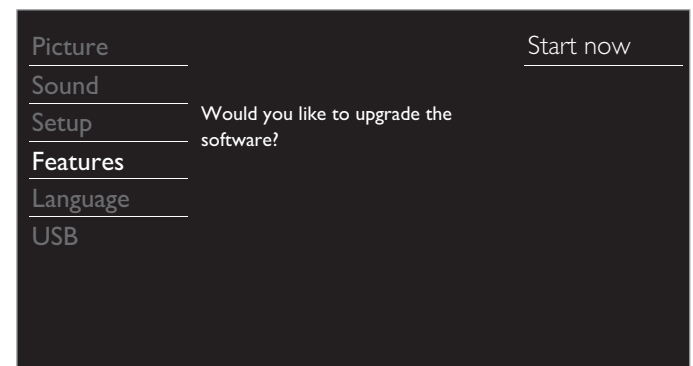 Picture
Sound
Setup
Features
Language
USB
Would you like to upgrade the
software?
Start now